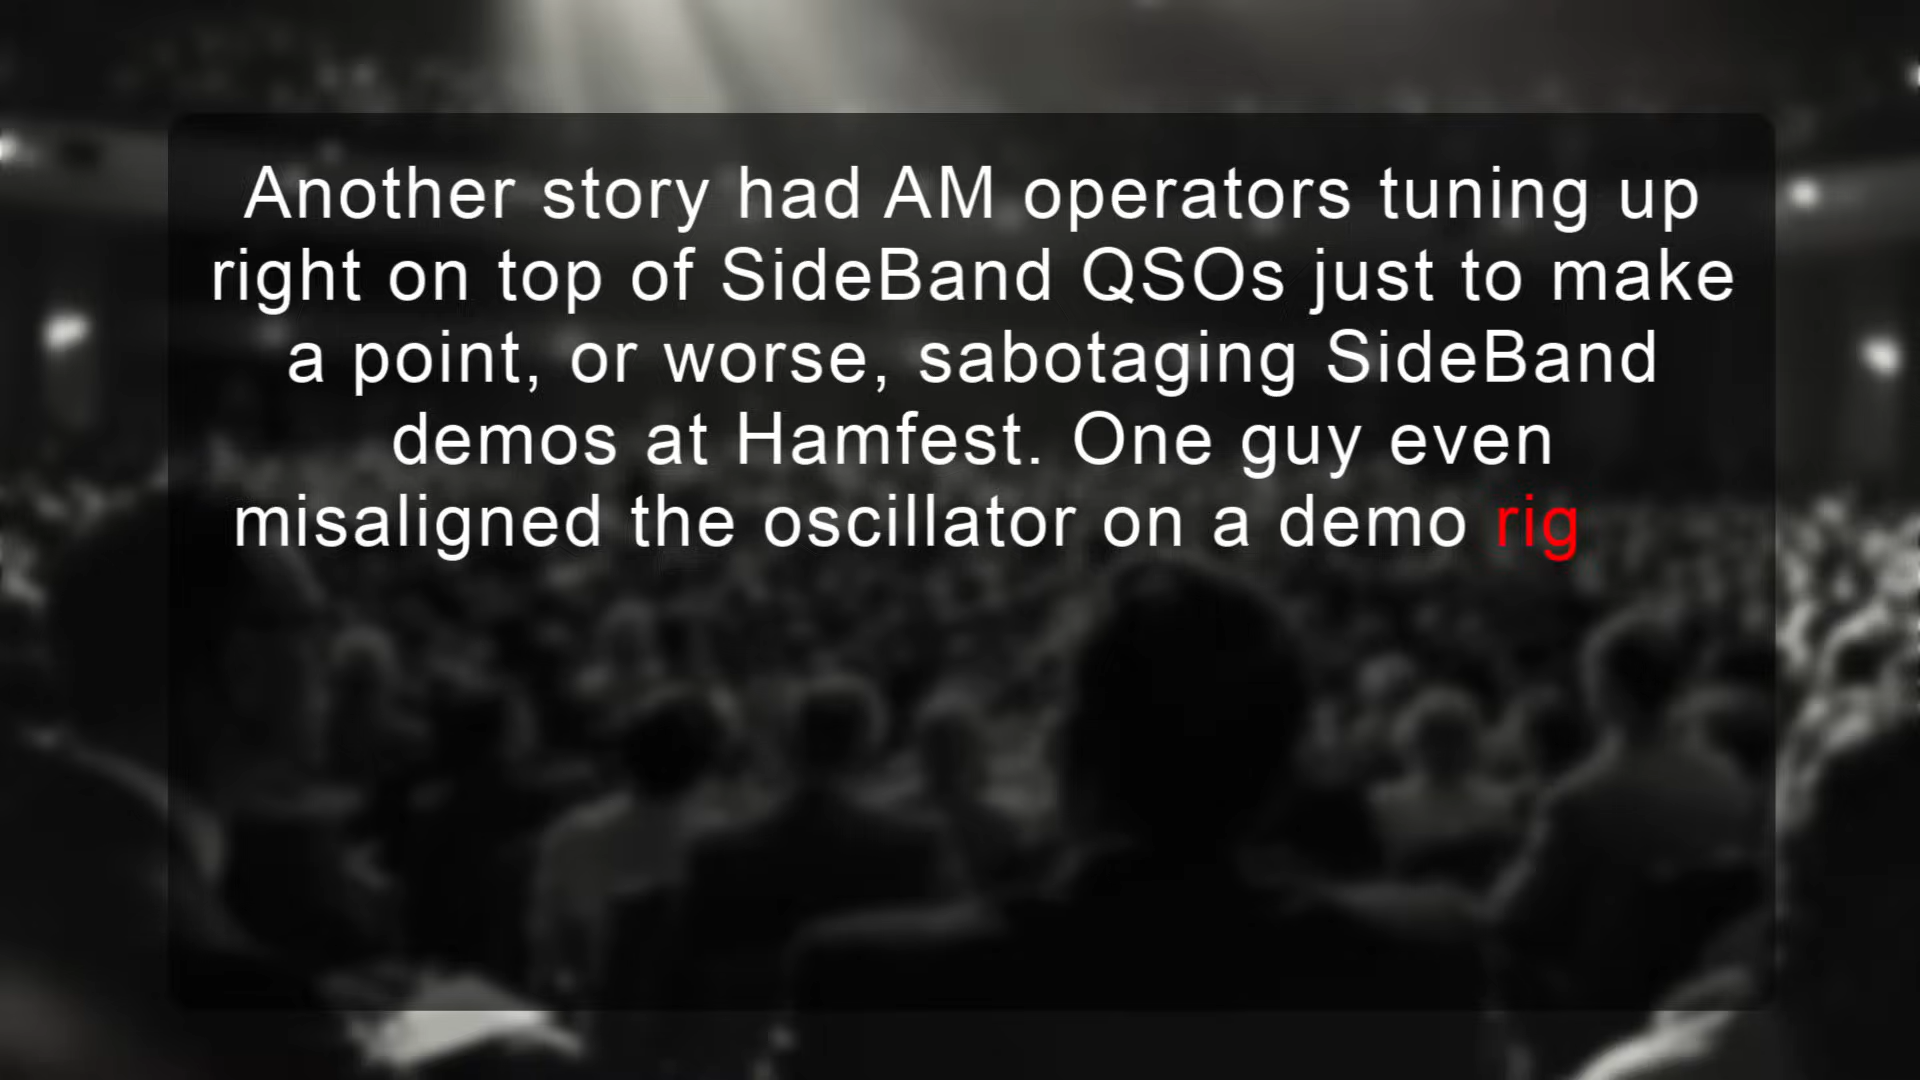 Another story had AM operators tuning up
right on top of SideBand QSOs just to make
a point, or worse, sabotaging SideBand
demos at Hamfest. One guy even
misaligned the oscillator on a demo rig